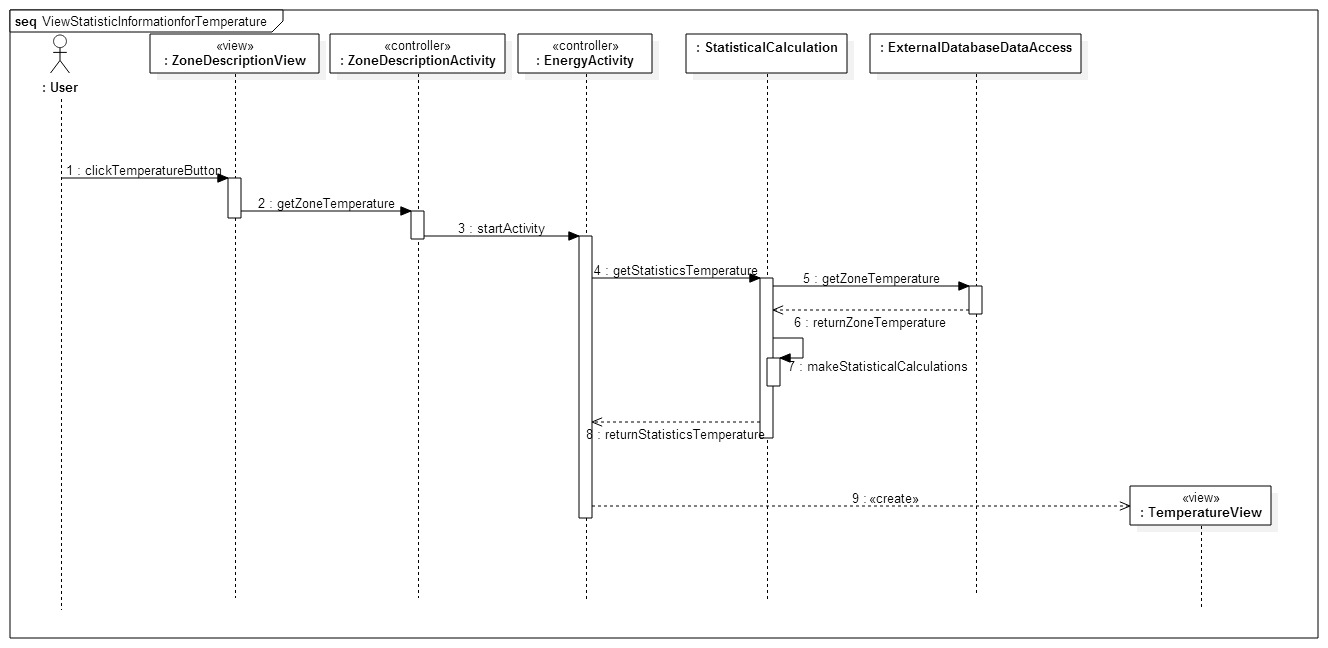 seq ViewStatisticInformationforTemperature
«view»
: ZoneDescriptionView
«controller»
: ZoneDescriptionActivity
«controller»
: EnergyActivity
: StatisticalCalculation
: ExternalDatabaseDataAccess
: User
1 : clickTemperatureButton
2 : getZoneTemperature
3 : startActivity
4 : getStatisticsTemperature
5 : getZoneTemperature
6 : returnZoneTemperature
7 : makeStatisticalCalculations
8 : returnStatisticsTemperature
9 : «create»
«view»
: TemperatureView